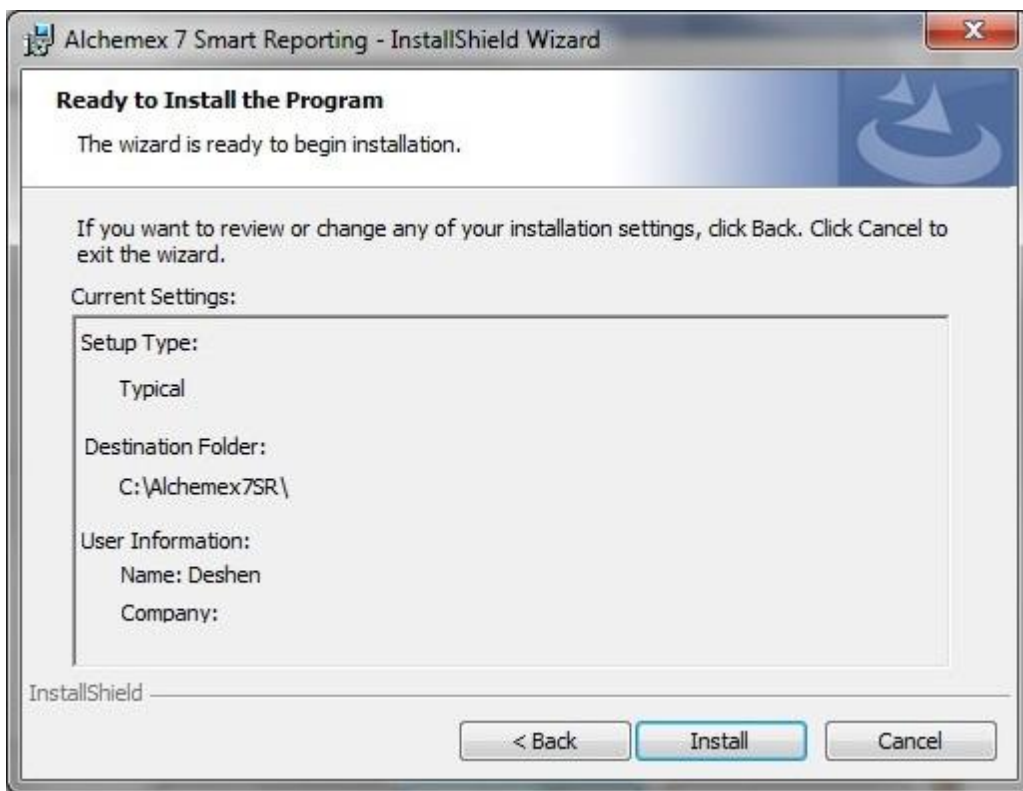 Alchemex 7 Smart Reporting - InstallShield Wizard
Ready to Install the Program
The wizard is ready to begin installation.
If you want to review or change any of your installation settings, click Back. Click Cancel to
exit the wizard.
Current Settings:
Setup Type:
Typical
Destination Folder:
C:\Alchemex7SR\
User Information:
Name: Deshen
Company:
InstallShield
< Back
Install
Cancel